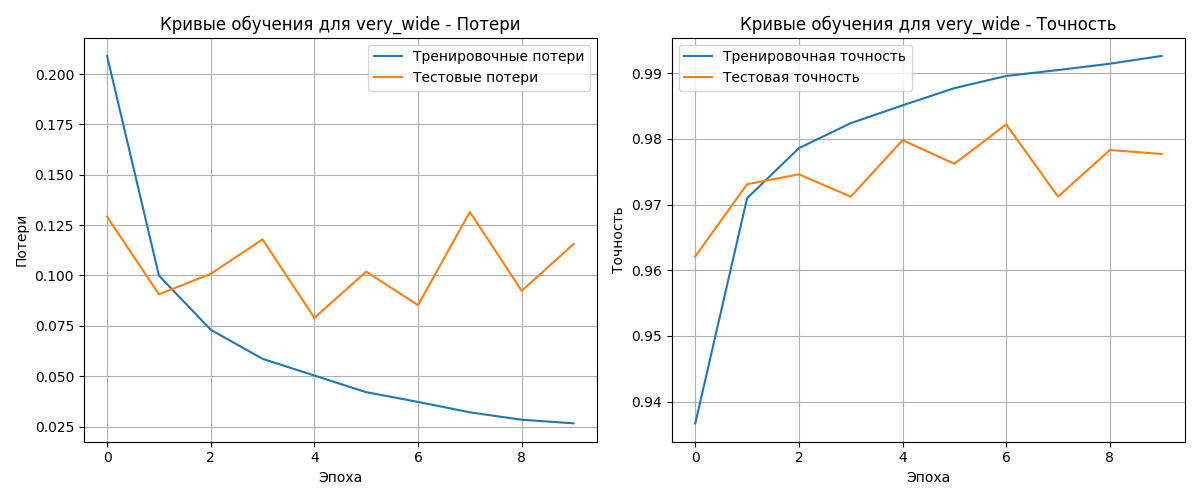 Кривые обучения для very_wide - Потери
Тренировочные потери
Тестовые потери
0.200
0.175
0.150
0.125
0.100
0.075
0.050
0.025
Потери
0 2 4 6 8
Эпоха
Кривые обучения для very_wide - Точность
Тренировочная точность
Тестовая точность
0.99
0.98
0.97
0.96
0.95
0.94
Точность
0 2 4 6 8
Эпоха